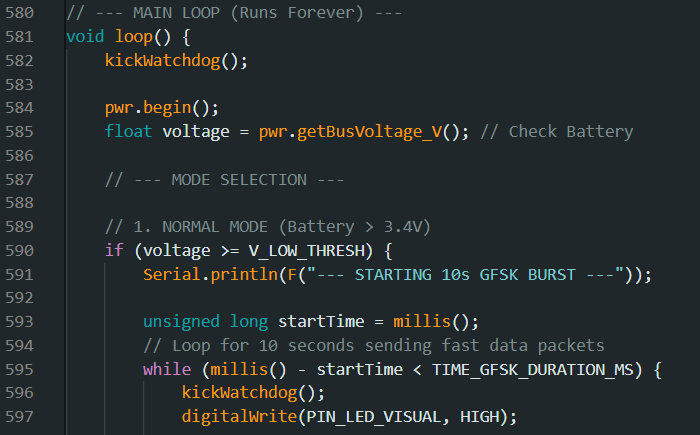 580 // --- MAIN LOOP (Runs Forever) ---
581 void loop() {
582     kickWatchdog();
583
584     pwr.begin();
585     float voltage = pwr.getBusVoltage_V(); // Check Battery
586
587     // --- MODE SELECTION ---
588
589     // 1. NORMAL MODE (Battery > 3.4V)
590     if (voltage >= V_LOW_THRESH) {
591         Serial.println(F("--- STARTING 10s GFSK BURST ---"));
592
593         unsigned long startTime = millis();
594         // Loop for 10 seconds sending fast data packets
595         while (millis() - startTime < TIME_GFSK_DURATION_MS) {
596             kickWatchdog();
597             digitalWrite(PIN_LED_VISUAL, HIGH);